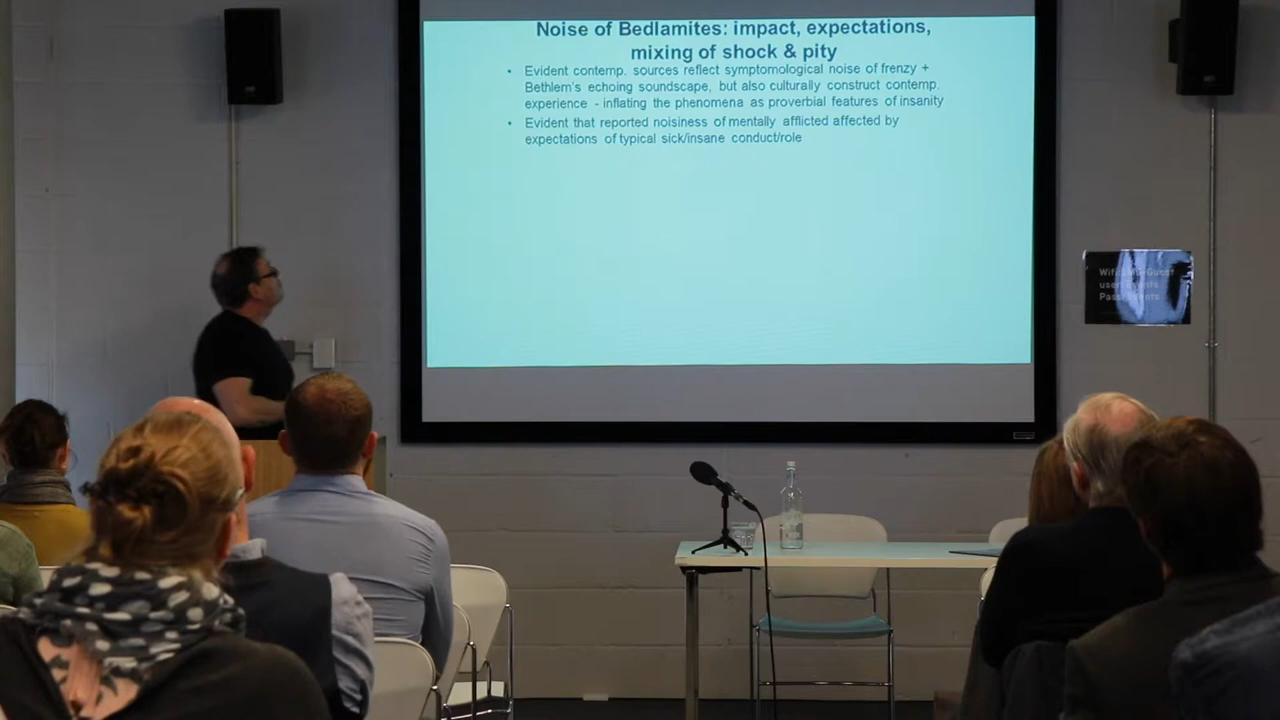 Noise of Bedlamites: impact, expectations,
mixing of shock & pity
• Evident contemp. sources reflect symptomological noise of frenzy +
Bethlem's echoing soundscape, but also culturally construct contemp.
experience - inflating the phenomena as proverbial features of insanity
• Evident that reported noisiness of mentally afflicted affected by
expectations of typical sick/insane conduct/role
Guest